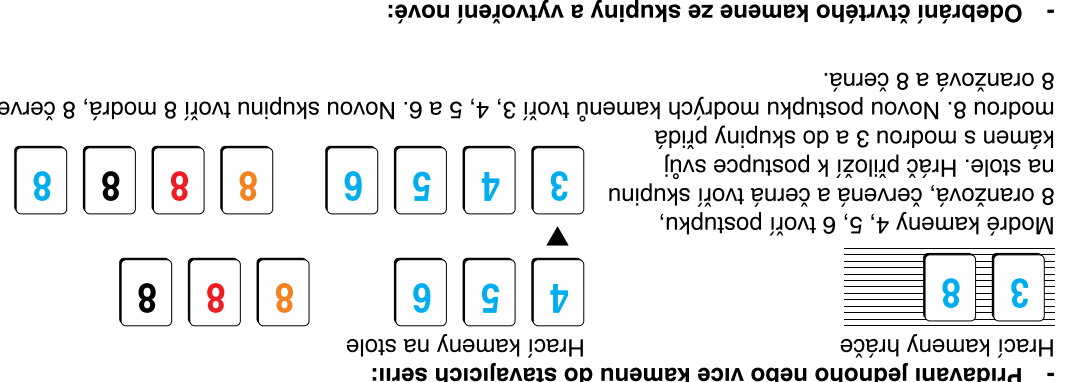 - Přidávání jednoho nebo více kamenů do stávajících sérií:
Hrací kameny hráče
Hrací kameny na stole
3 8
4 5 6 8 8 8
Modré kameny 4, 5, 6 tvoří postupku,
8 oranžová, červená a černá tvoří skupinu
na stole. Hráč přiloží k postupce svůj
kámen s modrou 3 a do skupiny přidá
3 4 5 6 8 8 8 8
modrou 8. Novou postupku modrých kamenů tvoří 3, 4, 5 a 6. Novou skupinu tvoří 8 modrá, 8 červe
8 oranžová a 8 černá.
- Odebrání čtvrtého kamene ze skupiny a vytvoření nové: